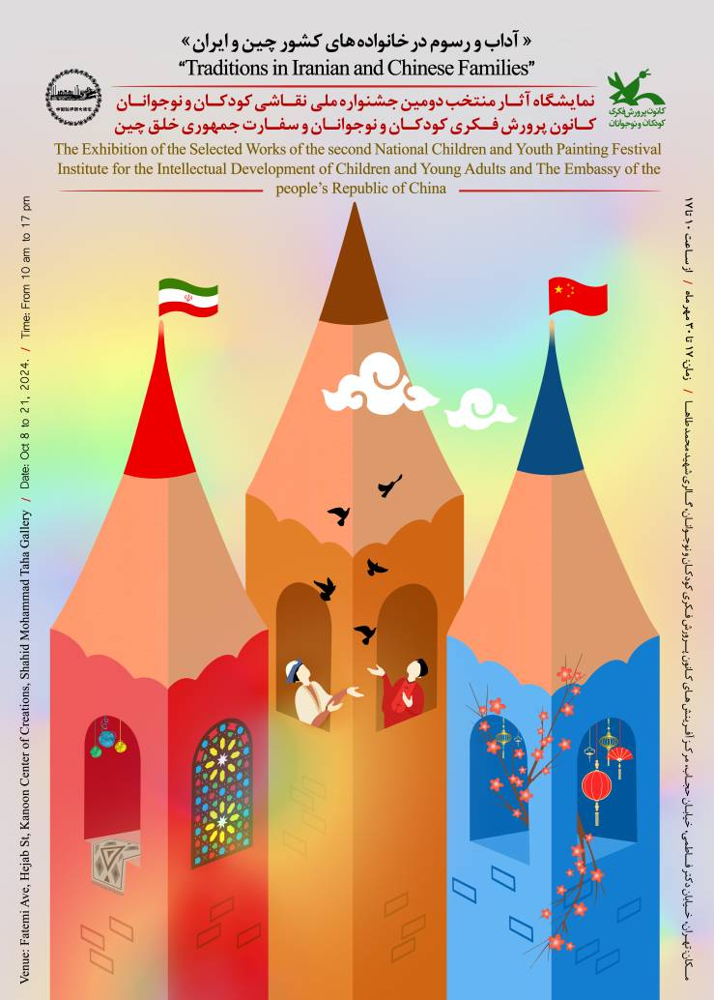 « آداب و رسوم در خانواده های کشور چین و ایران »
“Traditions in Iranian and Chinese Families”
نمایشگاه آثار منتخب دومین جشنواره ملی نقاشی کودکان و نوجوانان
کانون پرورش فکری کودکان و نوجوانان و سفارت جمهوری خلق چین
کانون پرورش فکری
کودکان و نوجوانان
The Exhibition of the Selected Works of the second National Children and Youth Painting Festival
Institute for the Intellectual Development of Children and Young Adults and The Embassy of the
people’s Republic of China
Venue: Fatemi Ave, Hejab St, Kanoon Center of Creations, Shahid Mohammad Taha Gallery / Date: Oct 8 to 21, 2024. / Time: From 10 am to 17 pm
مکان: تهران، خیابان دکتر فاطمی، خیابان حجاب، مرکز آفرینش های کانون پرورش فکری کودکان و نوجوانان، گالری شهید محمد طاها / زمان: ۱۷ تا ۳۰ مهر ماه / از ساعت ۱۰ تا ۱۷